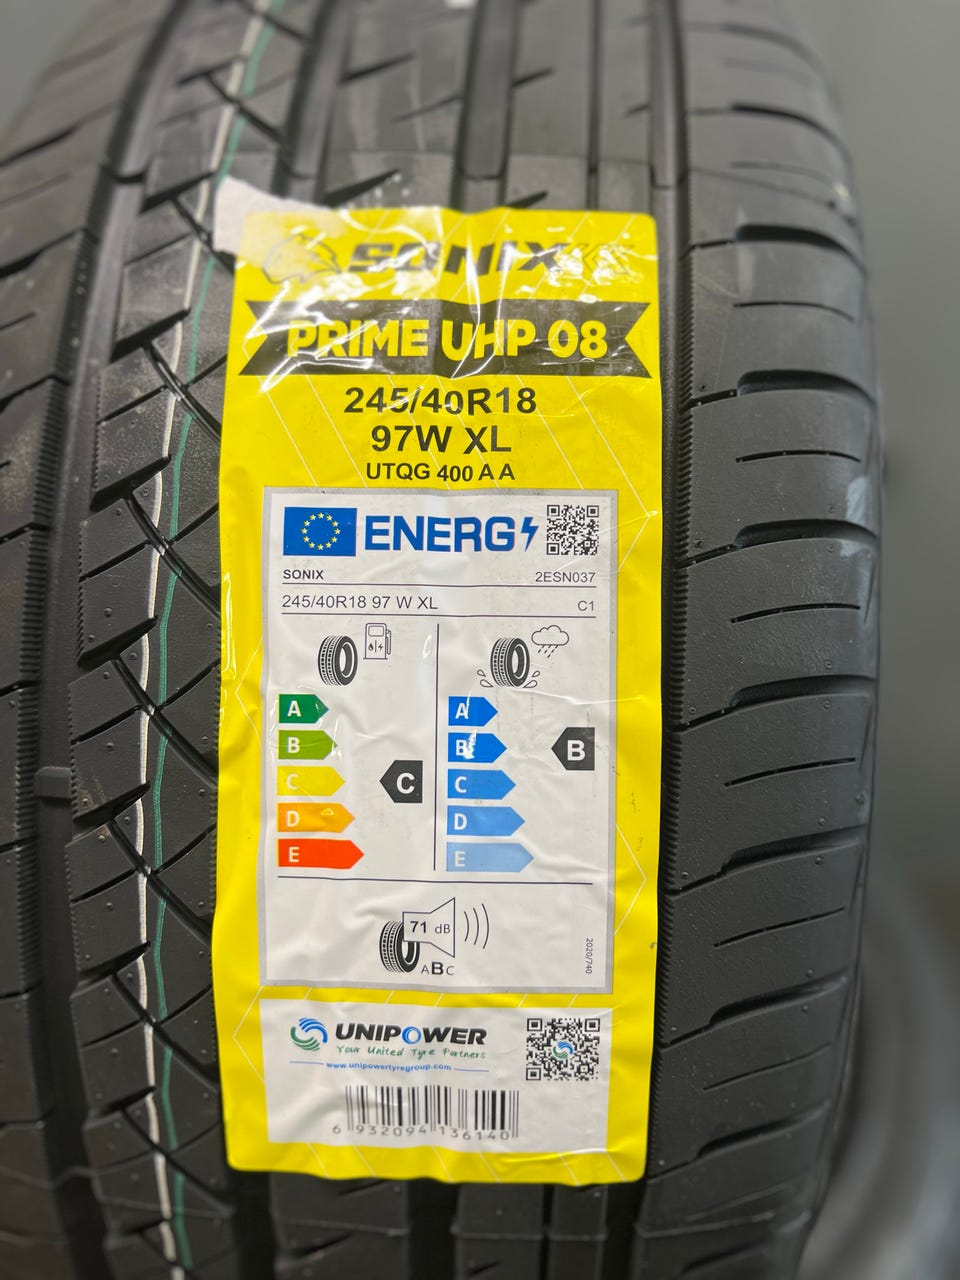 SONIX
PRIME UHP 08
245/40R18
97W XL
UTQG 400 A A
ENERG
SONIX 2ESN037
245/40R18 97 W XL C1
A A
B B B
C C C
D D
E E
71 dB
ABC
2020/740
UNIPOWER
Your United Tyre Partners
www.unipowertyregroup.com
6 932094 136140